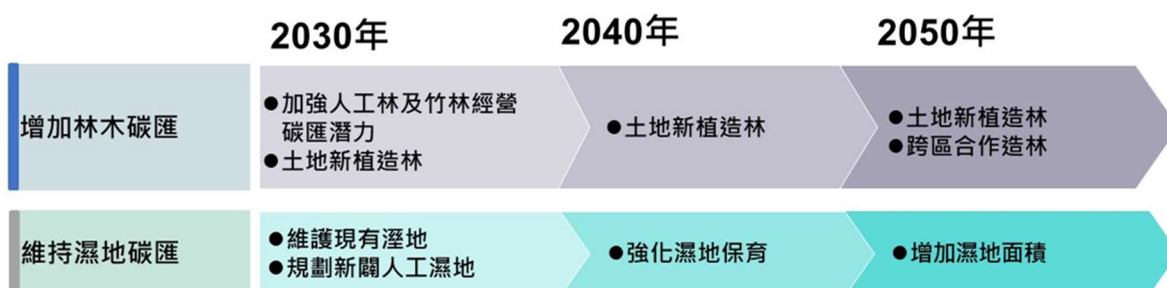 2030年
2040年
2050年
增加林木碳匯
●加強人工林及竹林經營
碳匯潛力
●土地新植造林
●土地新植造林
●土地新植造林
●跨區合作造林
維持濕地碳匯
●維護現有溼地
●規劃新闢人工濕地
●強化濕地保育
●增加濕地面積